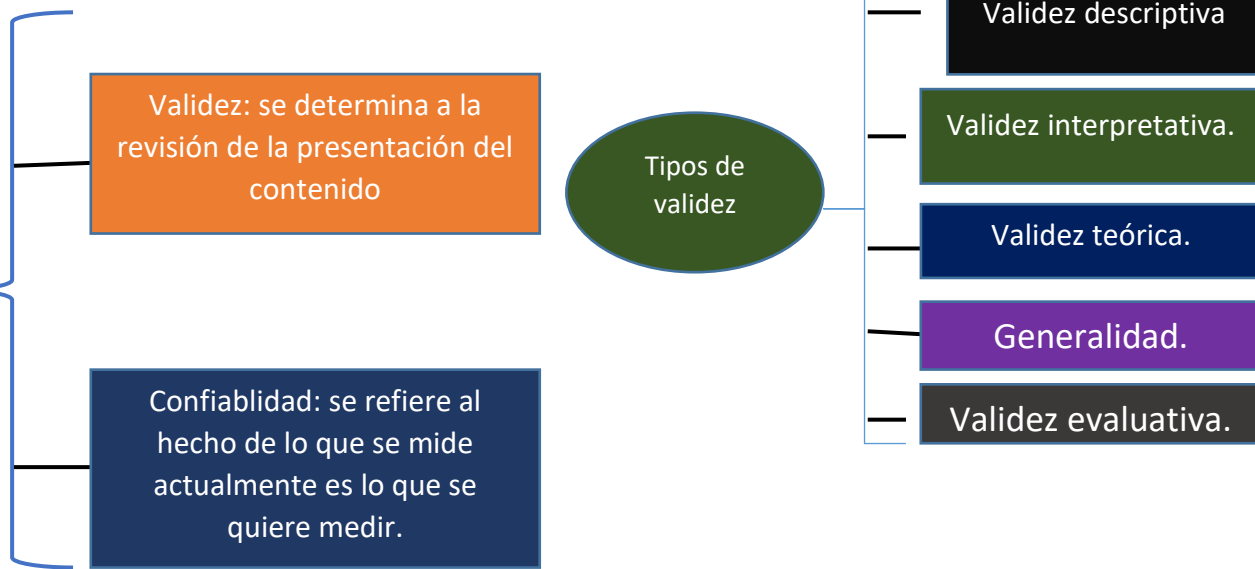 Validez: se determina a la
revisión de la presentación del
contenido
Confiablidad: se refiere al
hecho de lo que se mide
actualmente es lo que se
quiere medir.
Tipos de
validez
Validez descriptiva
Validez interpretativa.
Validez teórica.
Generalidad.
Validez evaluativa.